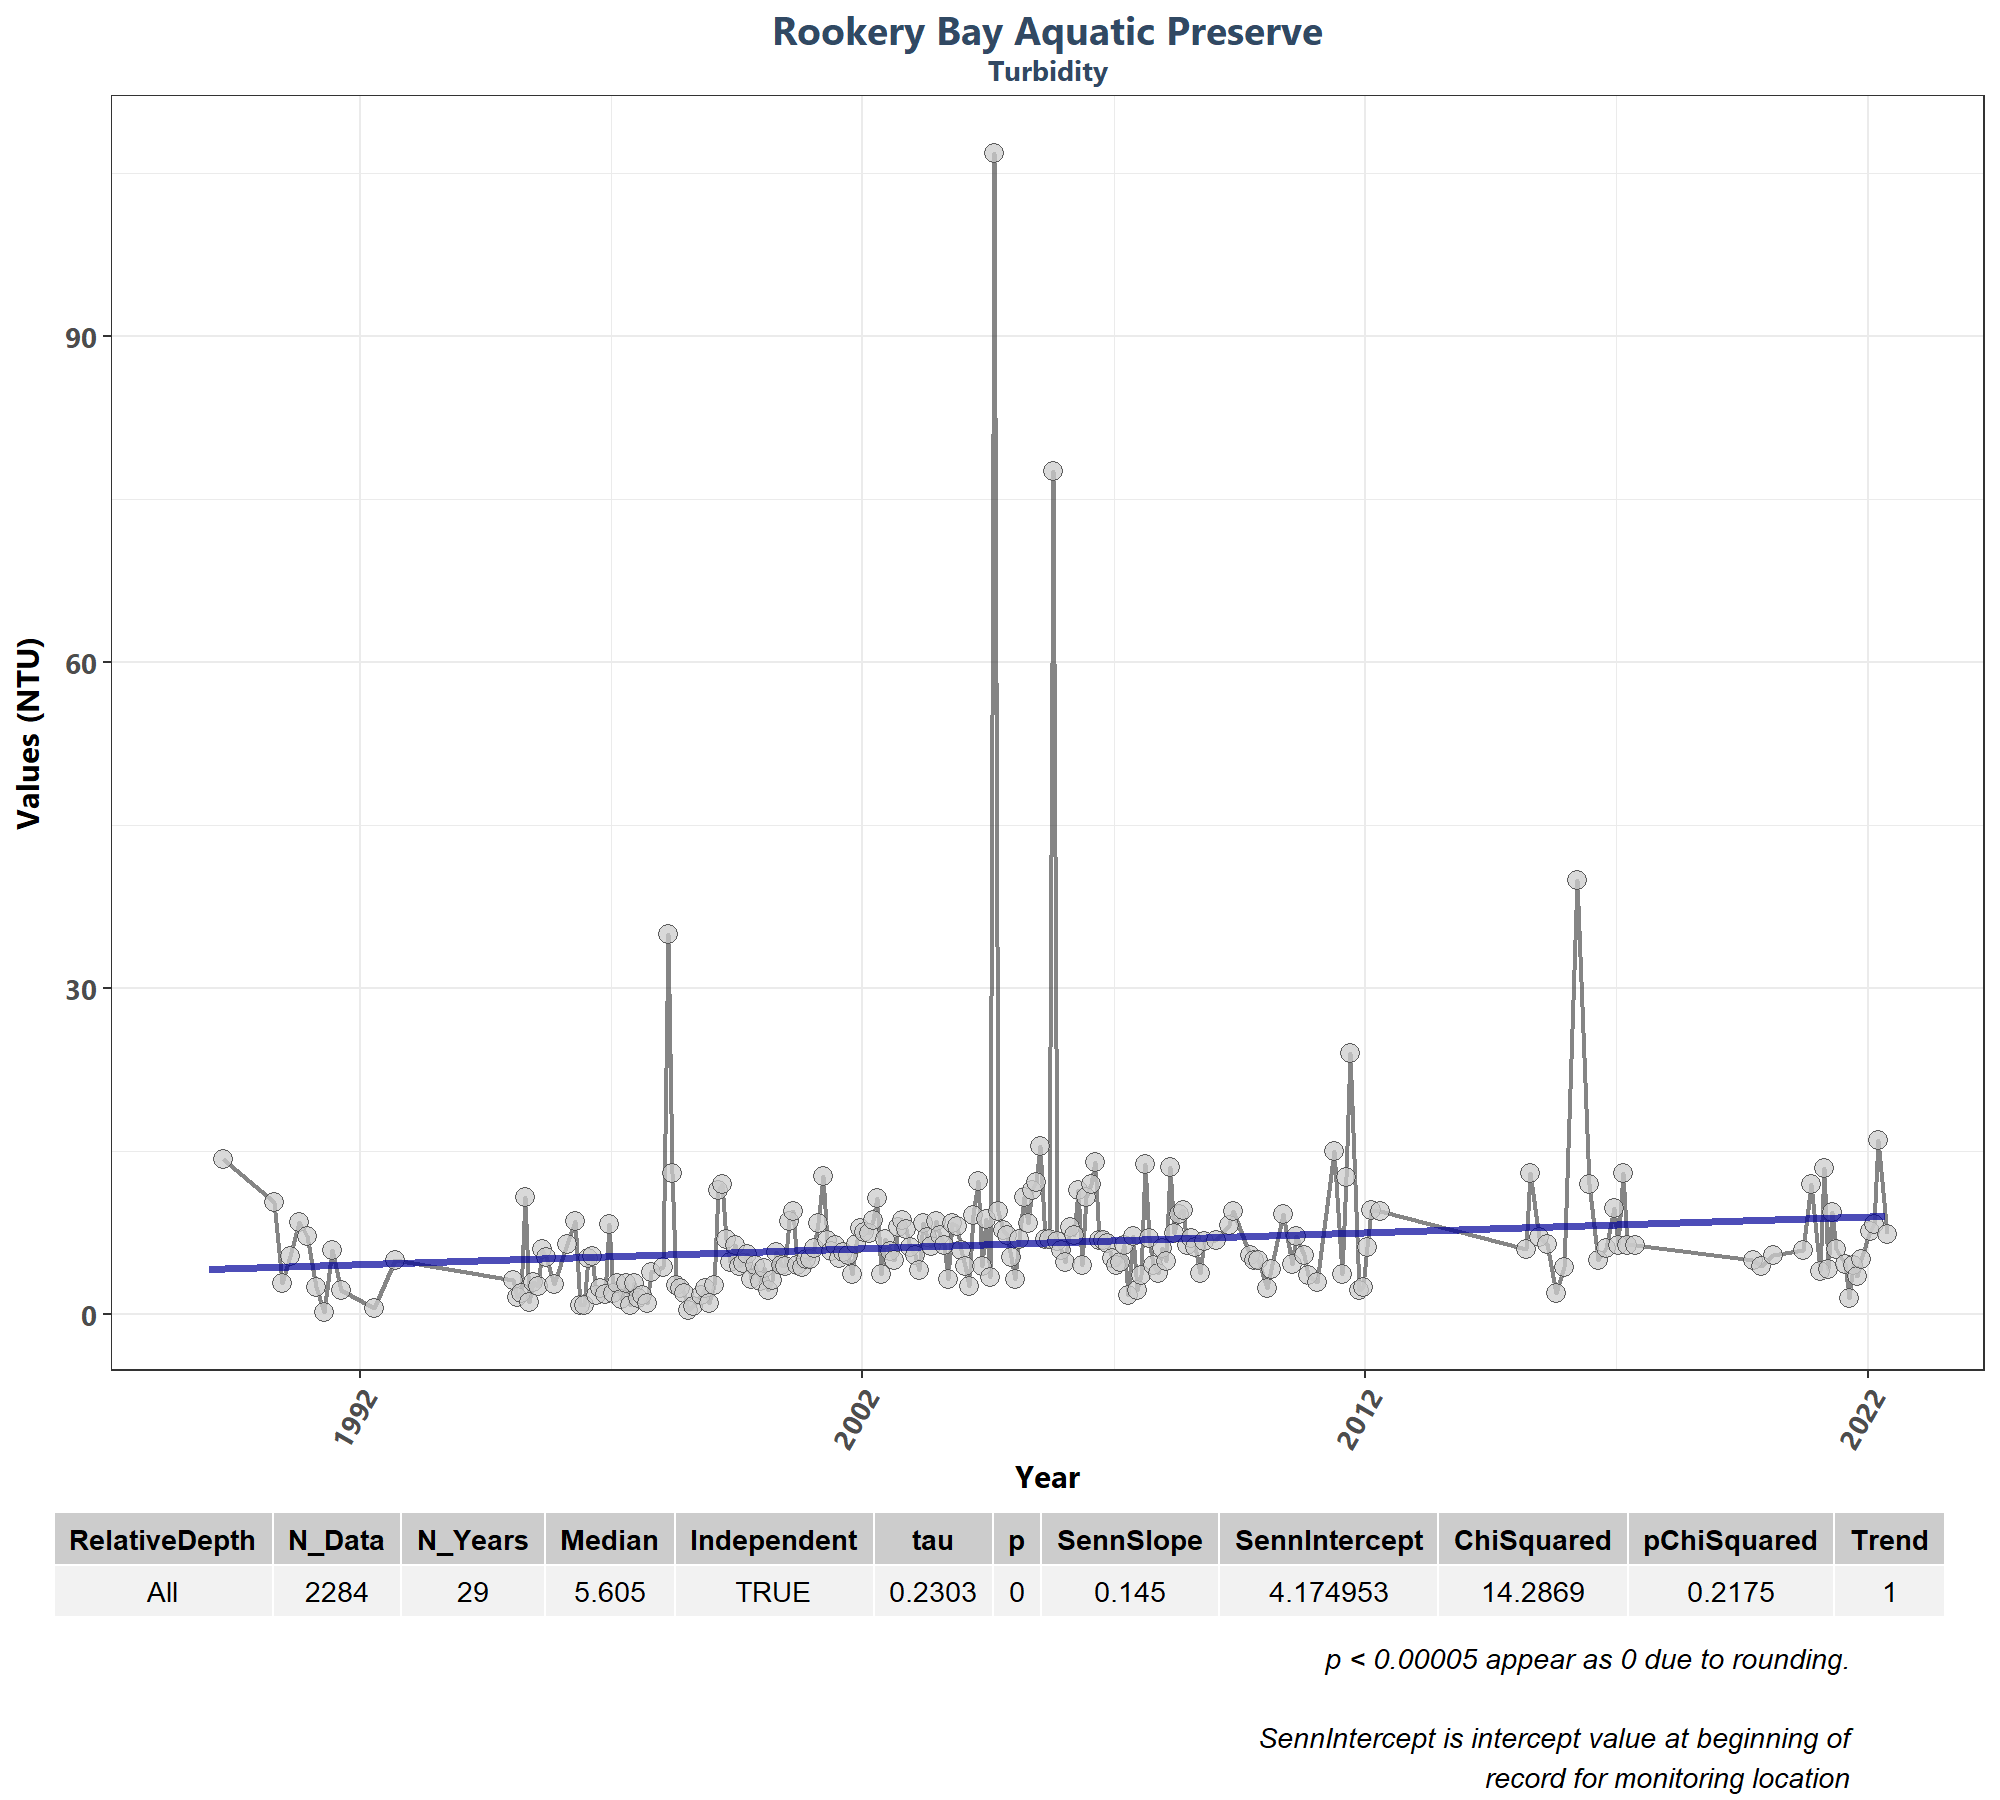 Rookery Bay Aquatic Preserve
Turbidity
Values (NTU)
90
60
30
0
1992
2002
2012
2022
Year
RelativeDepth N_Data N_Years Median Independent tau p SennSlope SennIntercept ChiSquared pChiSquared Trend
All 2284 29 5.605 TRUE 0.2303 0 0.145 4.174953 14.2869 0.2175 1
p < 0.00005 appear as 0 due to rounding.
SennIntercept is intercept value at beginning of
record for monitoring location